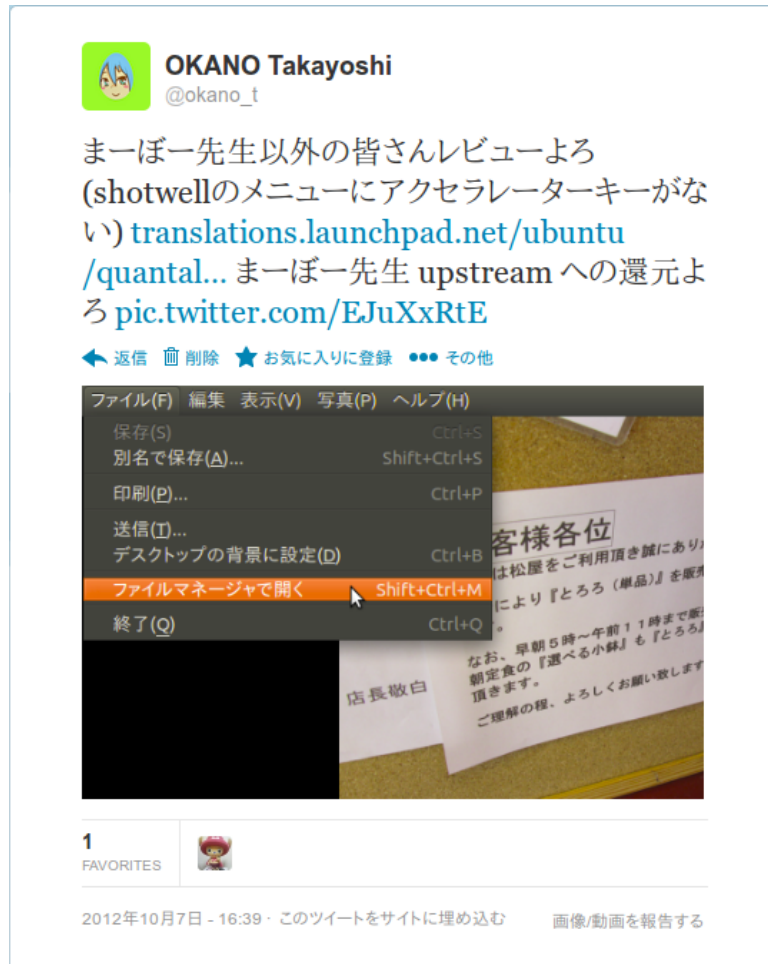 OKANO Takayoshi
@okano_t
まーぼー先生以外の皆さんレビューよろ
(shotwellのメニューにアクセラレーターキーがな
い) translations.launchpad.net/ubuntu
/quantal... まーぼー先生 upstream への還元よ
ろ pic.twitter.com/EJuXxRtE
返信 削除 お気に入りに登録 その他
ファイル(F) 編集 表示(V) 写真(P) ヘルプ(H)
保存(S) Ctrl+S
別名で保存(A)... Shift+Ctrl+S
印刷(P)... Ctrl+P
送信(T)...
デスクトップの背景に設定(D) Ctrl+B
ファイルマネージャで開く Shift+Ctrl+M
終了(Q) Ctrl+Q
客様各位
は松屋をご利用頂き誠にあり
により『とろろ（単品）』を販
。
なお、早朝5時～午前11時まで販
朝定食の『選べる小鉢』も『とろろ』
頂きます。
ご理解の程、よろしくお願い致します
店長敬白
1
FAVORITES
2012年10月7日 - 16:39 · このツイートをサイトに埋め込む 画像/動画を報告する